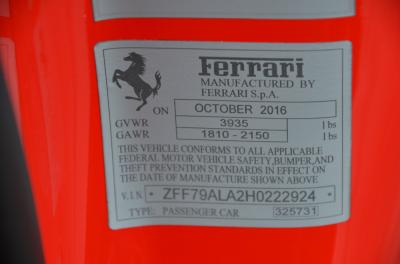 Ferrari
MANUFACTURED BY
FERRARI S.p.A.
ON OCTOBER 2016
GVWR 3935 lbs
GAWR 1810 - 2150 lbs
THIS VEHICLE CONFORMS TO ALL APPLICABLE
FEDERAL MOTOR VEHICLE SAFETY, BUMPER, AND
THEFT PREVENTION STANDARDS IN EFFECT ON
THE DATE OF MANUFACTURE SHOWN ABOVE.
V.I.N. * ZFF79ALA2H0222924 *
TYPE: PASSENGER CAR 325731